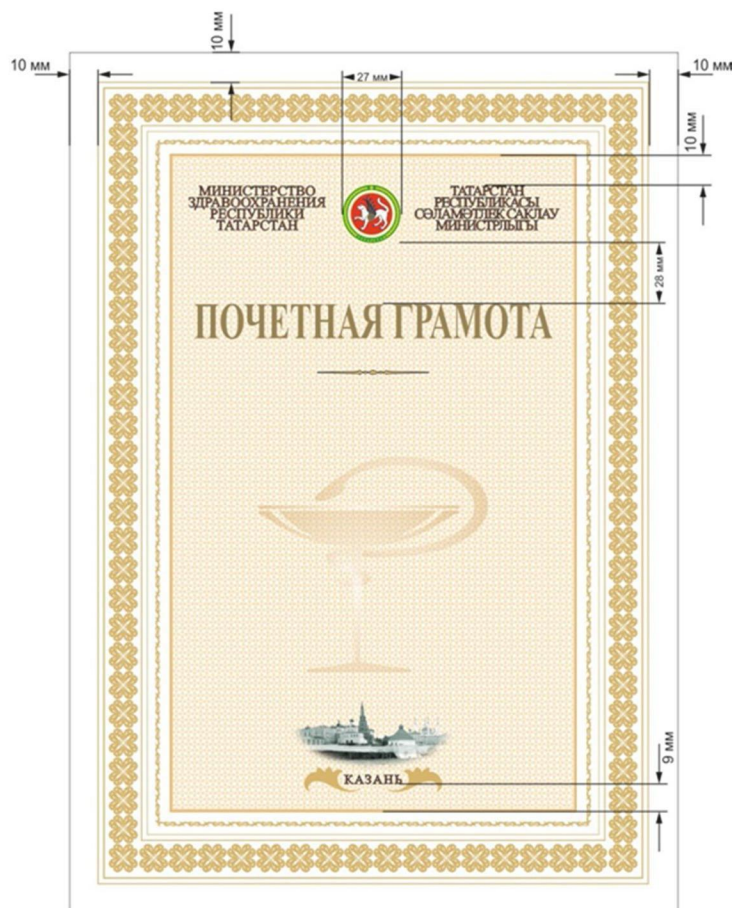 10 мм
10 мм
27 мм
10 мм
10 мм
МИНИСТЕРСТВО
ЗДРАВООХРАНЕНИЯ
РЕСПУБЛИКИ
ТАТАРСТАН
ТАТАРСТАН
РЕСПУБЛИКАСЫ
СӘЛАМӘТЛЕК САКЛАУ
МИНИСТРЛЫГЫ
28 мм
ПОЧЕТНАЯ ГРАМОТА
9 мм
КАЗАНЬ